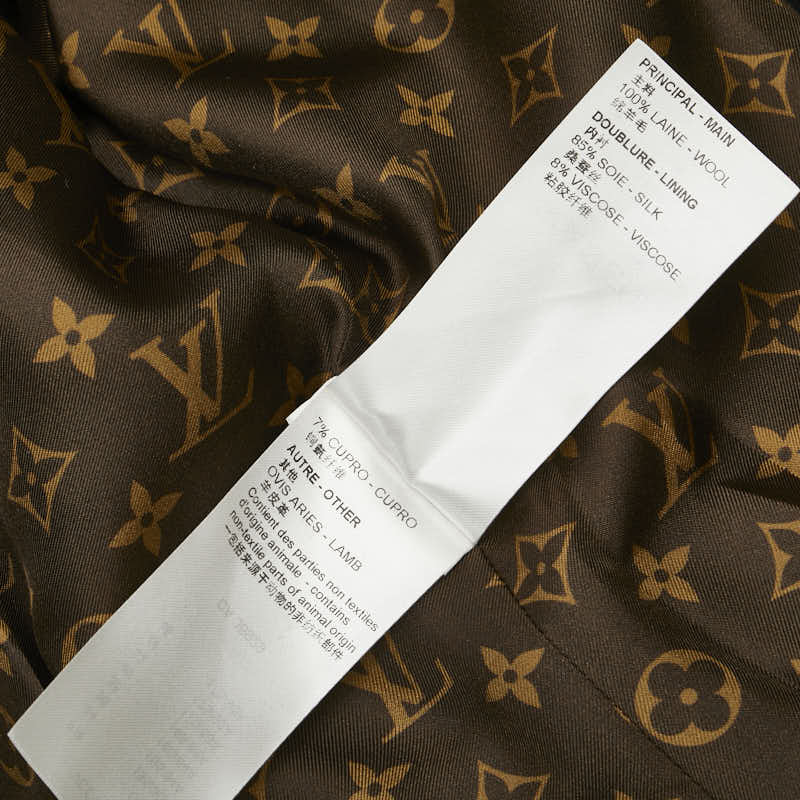 PRINCIPAL - MAIN
主料
100% LAINE - WOOL
绵羊毛
DOUBLURE - LINING
内衬
85% SOIE - SILK
桑蚕丝
8% VISCOSE - VISCOSE
粘胶纤维
7% CUPRO - CUPRO
铜氨纤维
AUTRE - OTHER
其他
OVIS ARIES - LAMB
羊皮革
Contient des parties non textiles
d'origine animale - contains
non-textile parts of animal origin
一包括来源于动物的非纺织部件